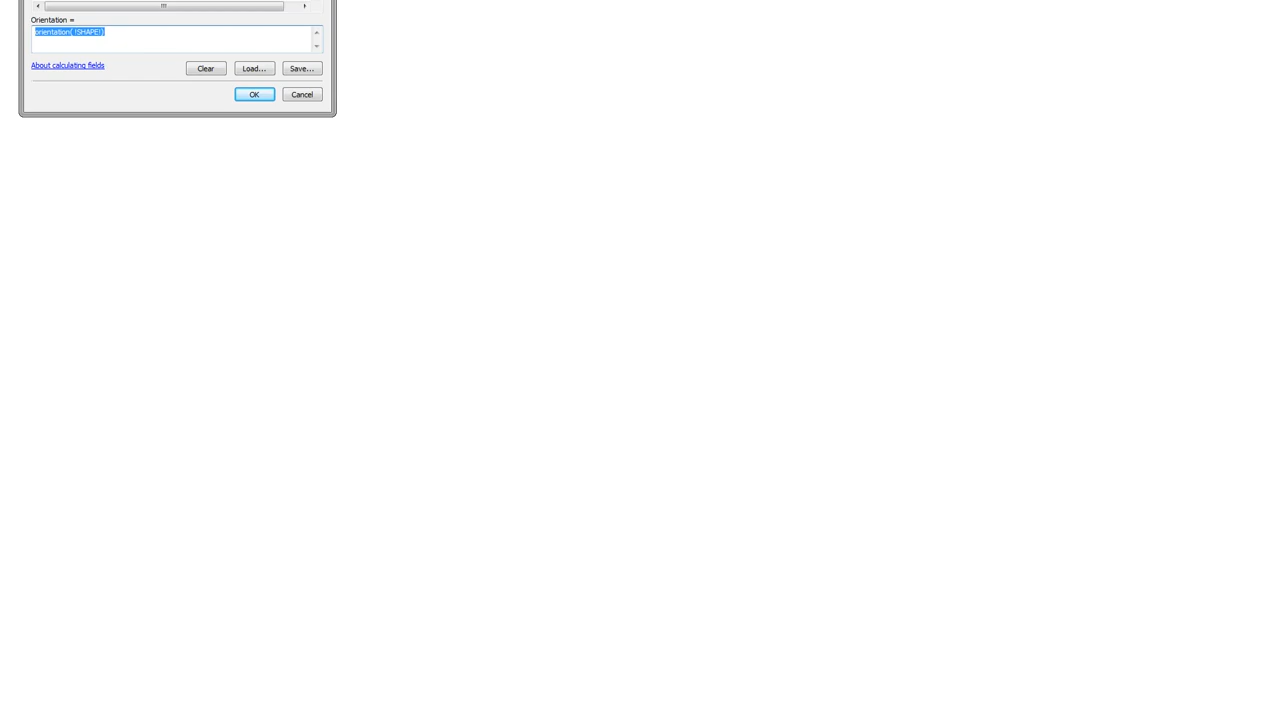 Orientation =
orientation( !SHAPE!)
About calculating fields
Clear
Load...
Save...
OK
Cancel